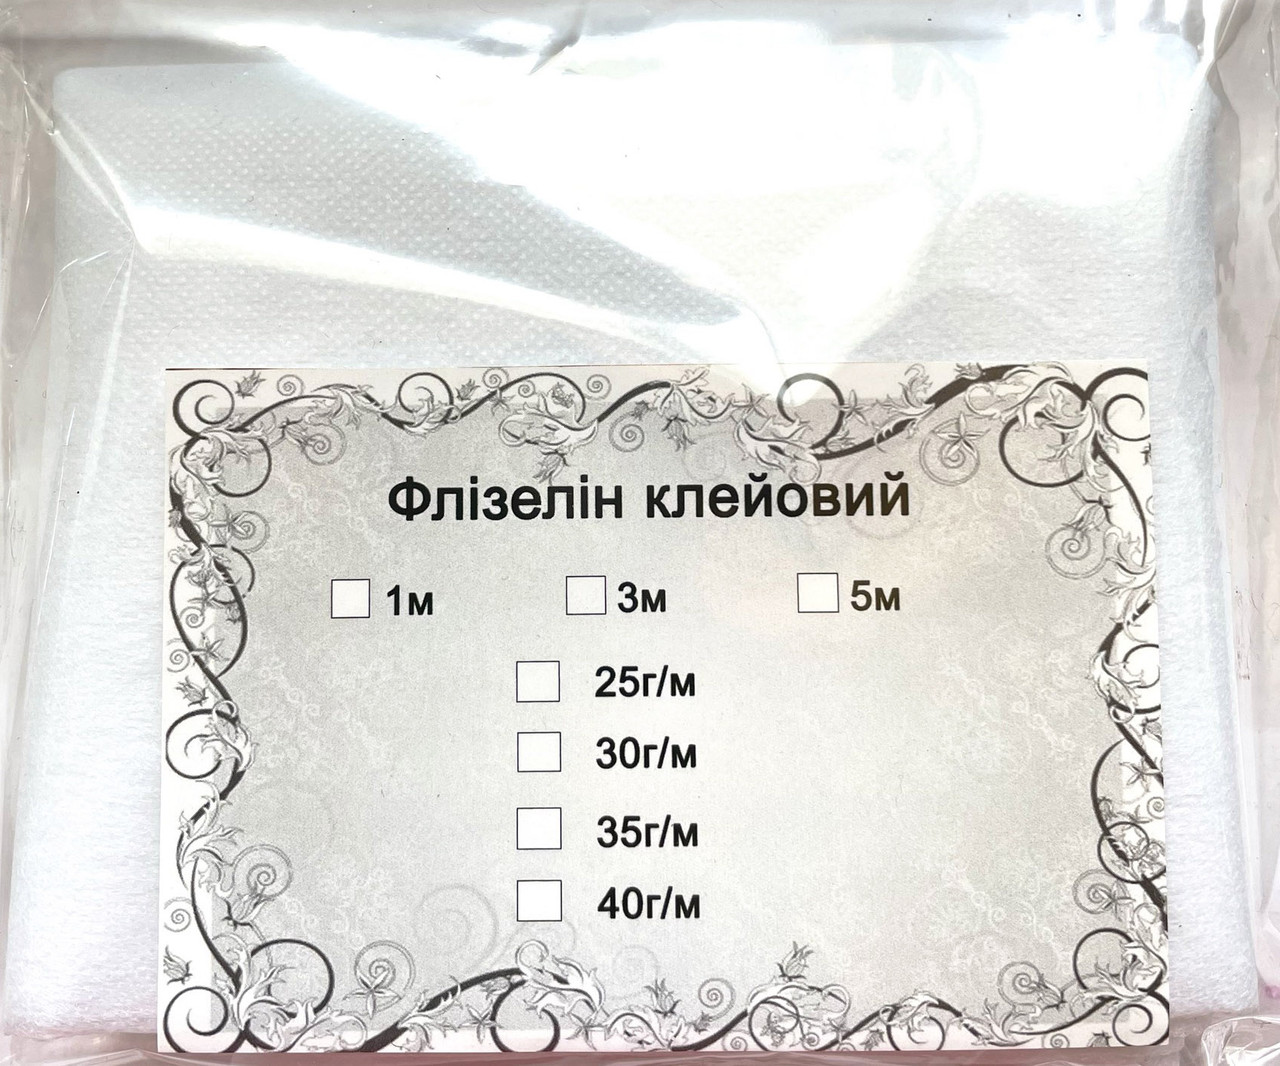 Флізелін клейовий
1м 3м 5м
25г/м
30г/м
35г/м
40г/м